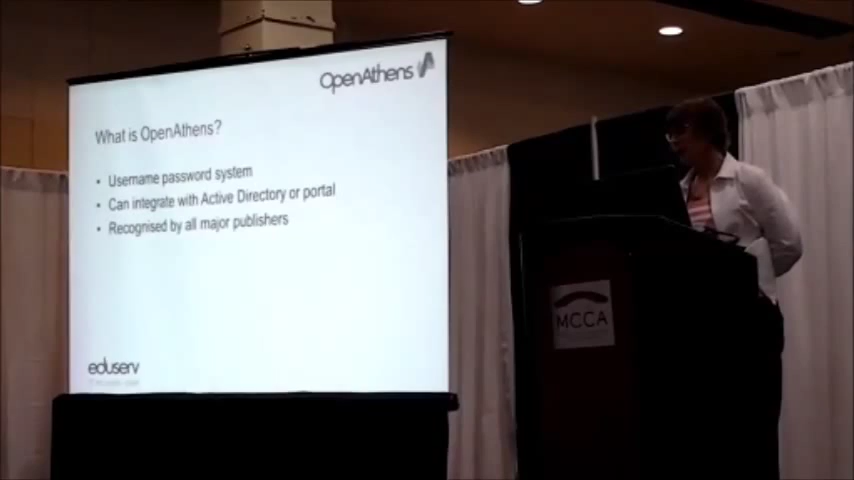 OpenAthens
What is OpenAthens?
• Username password system
• Can integrate with Active Directory or portal
• Recognised by all major publishers
eduserv
MCCA